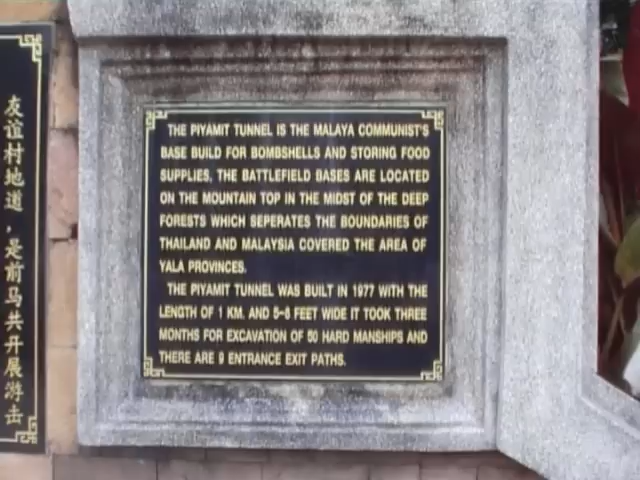 友谊村地道，是前马共开展游击
THE PIYAMIT TUNNEL IS THE MALAYA COMMUNIST'S
BASE BUILD FOR BOMBSHELLS AND STORING FOOD
SUPPLIES, THE BATTLEFIELD BASES ARE LOCATED
ON THE MOUNTAIN TOP IN THE MIDST OF THE DEEP
FORESTS WHICH SEPERATES THE BOUNDARIES OF
THAILAND AND MALAYSIA COVERED THE AREA OF
YALA PROVINCES.
THE PIYAMIT TUNNEL WAS BUILT IN 1977 WITH THE
LENGTH OF 1 KM. AND 5-6 FEET WIDE IT TOOK THREE
MONTHS FOR EXCAVATION OF 50 HARD MANSHIPS AND
THERE ARE 9 ENTRANCE EXIT PATHS.